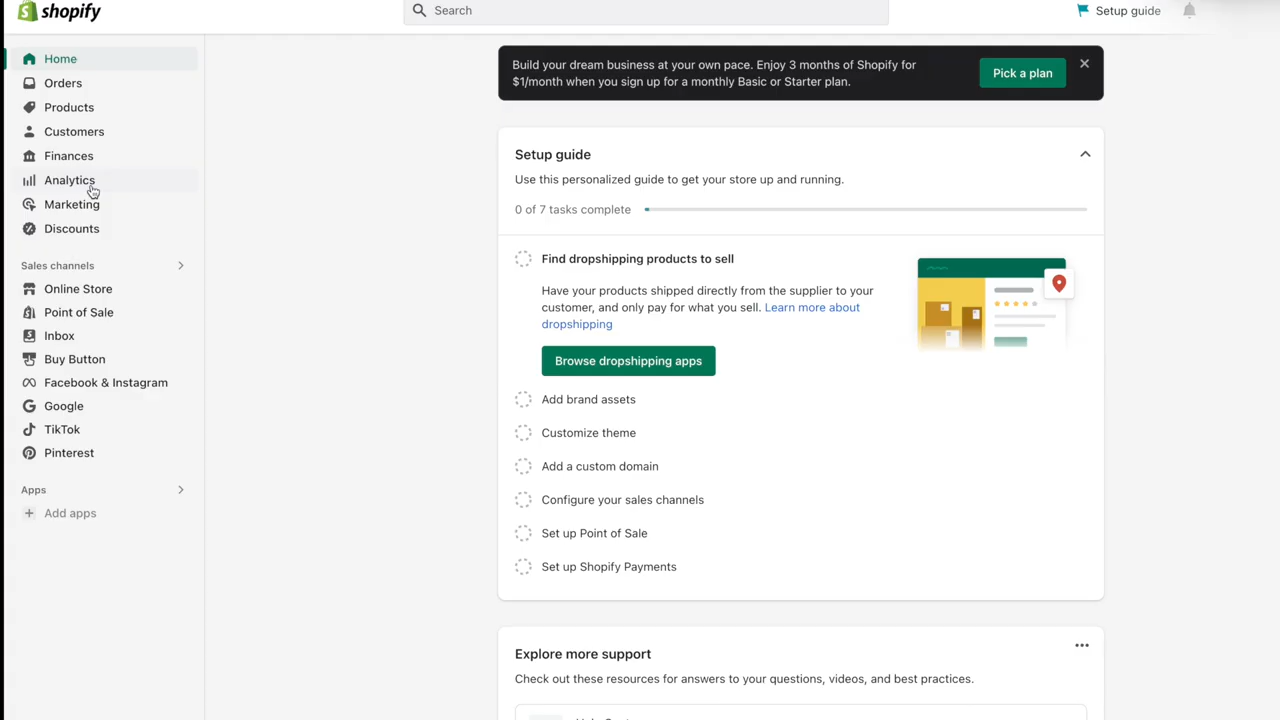 shopify
Search
Setup guide
Home
Orders
Products
Customers
Finances
Analytics
Marketing
Discounts
Sales channels
Online Store
Point of Sale
Inbox
Buy Button
Facebook & Instagram
Google
TikTok
Pinterest
Apps
Add apps
Build your dream business at your own pace. Enjoy 3 months of Shopify for
$1/month when you sign up for a monthly Basic or Starter plan.
Pick a plan
Setup guide
Use this personalized guide to get your store up and running.
0 of 7 tasks complete
Find dropshipping products to sell
Have your products shipped directly from the supplier to your
customer, and only pay for what you sell. Learn more about
dropshipping
Browse dropshipping apps
Add brand assets
Customize theme
Add a custom domain
Configure your sales channels
Set up Point of Sale
Set up Shopify Payments
Explore more support
Check out these resources for answers to your questions, videos, and best practices.